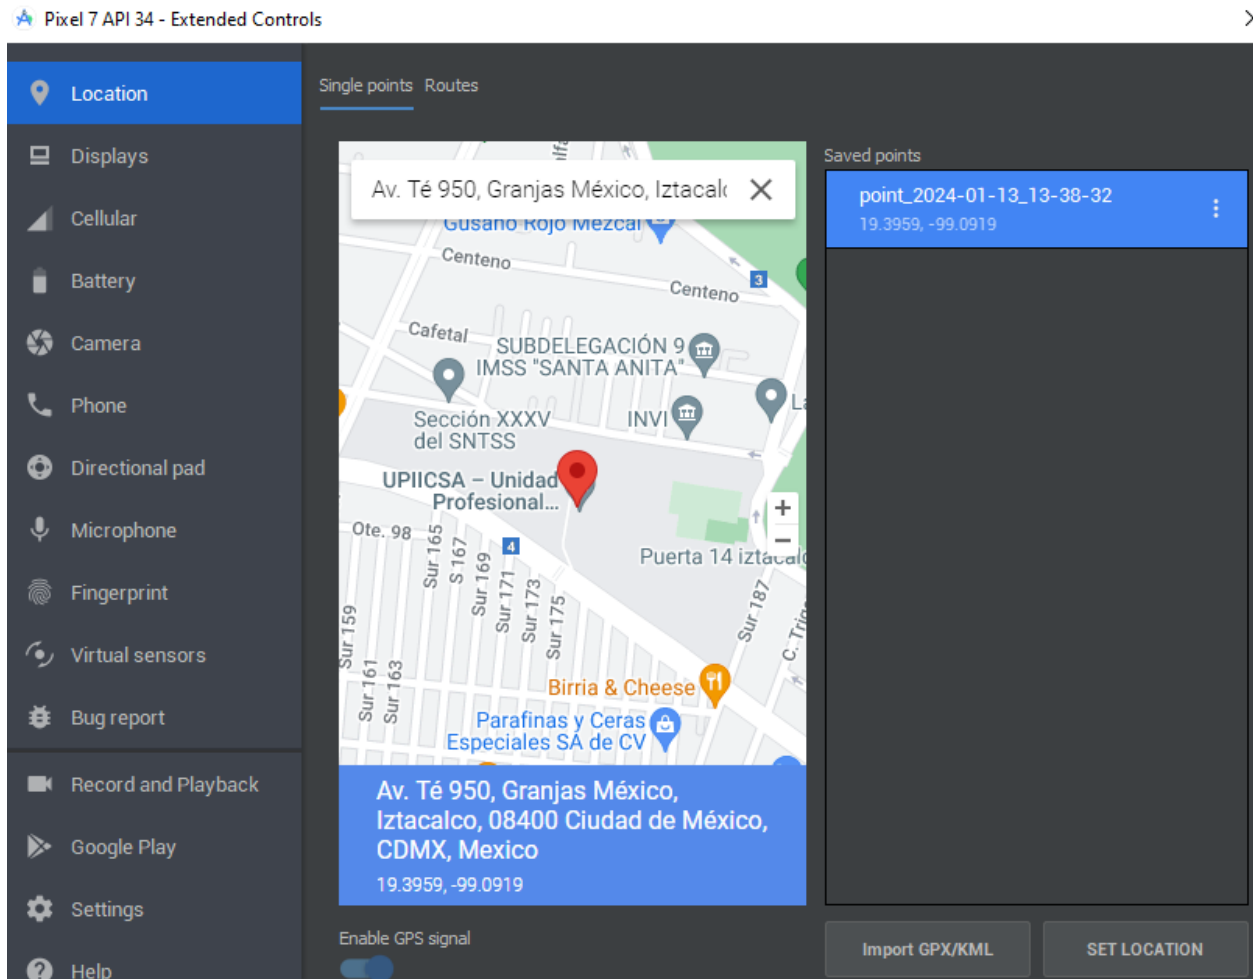 Pixel 7 API 34 - Extended Controls
Location
Displays
Cellular
Battery
Camera
Phone
Directional pad
Microphone
Fingerprint
Virtual sensors
Bug report
Record and Playback
Google Play
Settings
Help
Single points Routes
Av. Té 950, Granjas México, Iztacalc
Gusano Rojo Mezcal
Centeno
3
Centeno
Cafetal
SUBDELEGACIÓN 9
IMSS "SANTA ANITA"
Sección XXXV
del SNTSS
INVI
La
UPIICSA – Unidad
Profesional...
+
−
Ote. 98
4
Puerta 14 iztacalc
Sur 165
S 167
Sur 169
Sur 171
Sur 173
Sur 175
Sur 159
Sur 161
Sur 163
Sur 187
C. Trig
Birria & Cheese
Parafinas y Ceras
Especiales SA de CV
Av. Té 950, Granjas México,
Iztacalco, 08400 Ciudad de México,
CDMX, Mexico
19.3959, -99.0919
Enable GPS signal
Saved points
point_2024-01-13_13-38-32
19.3959, -99.0919
Import GPX/KML
SET LOCATION